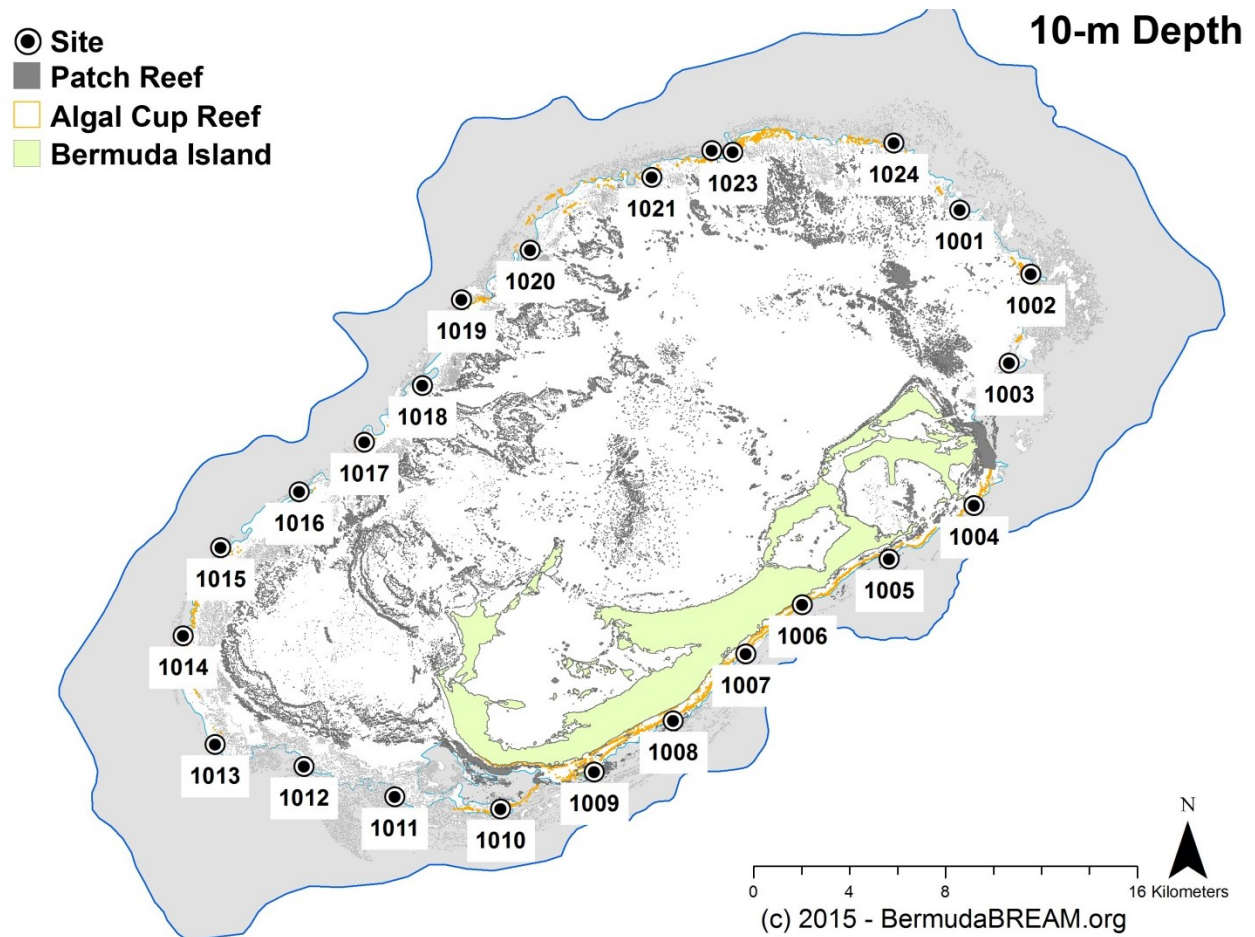 10-m Depth
Site
Patch Reef
Algal Cup Reef
Bermuda Island
1023
1024
1021
1001
1020
1002
1019
1003
1018
1017
1016
1004
1015
1005
1006
1014
1007
1008
1013
1009
1012
1011
1010
N
0 4 8 16 Kilometers
(c) 2015 - BermudaBREAM.org